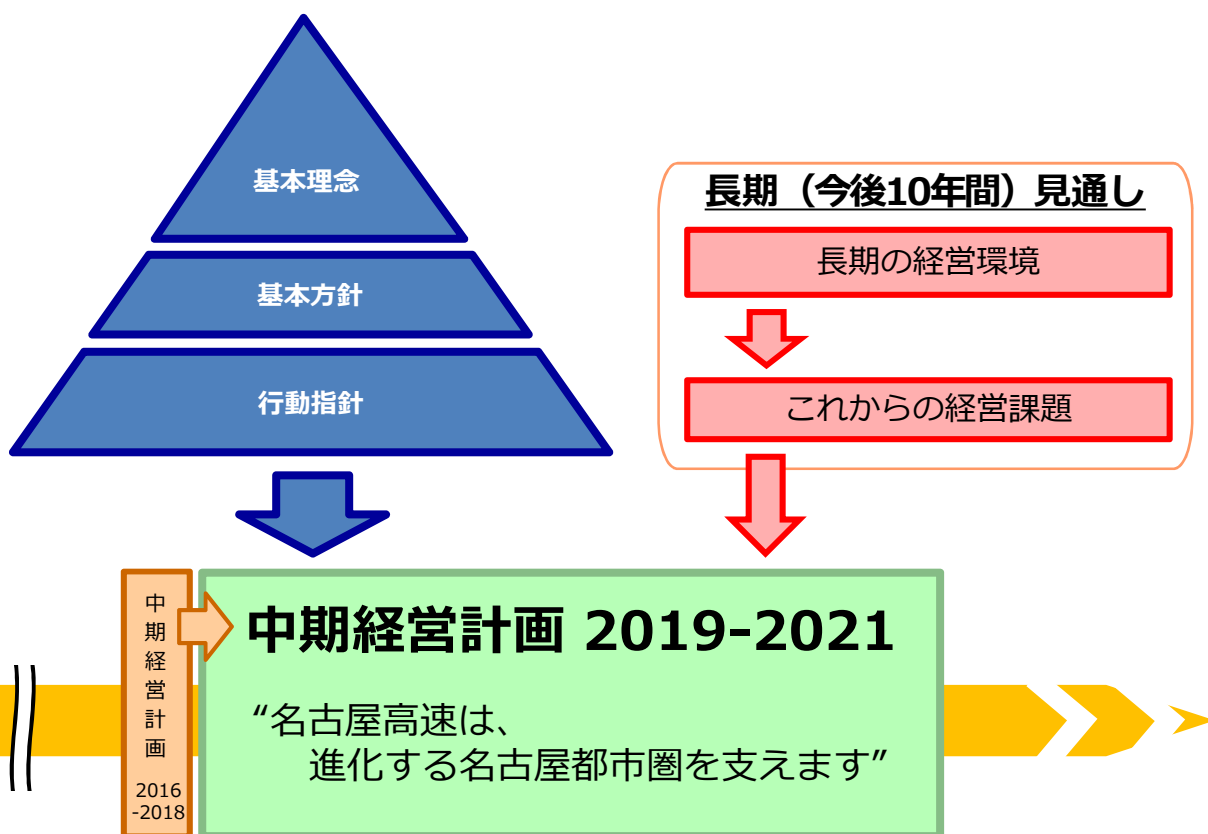 基本理念
基本方針
行動指針
長期（今後10年間）見通し
長期の経営環境
これからの経営課題
中期経営計画
2016
-2018
中期経営計画 2019-2021
“名古屋高速は、
進化する名古屋都市圏を支えます”